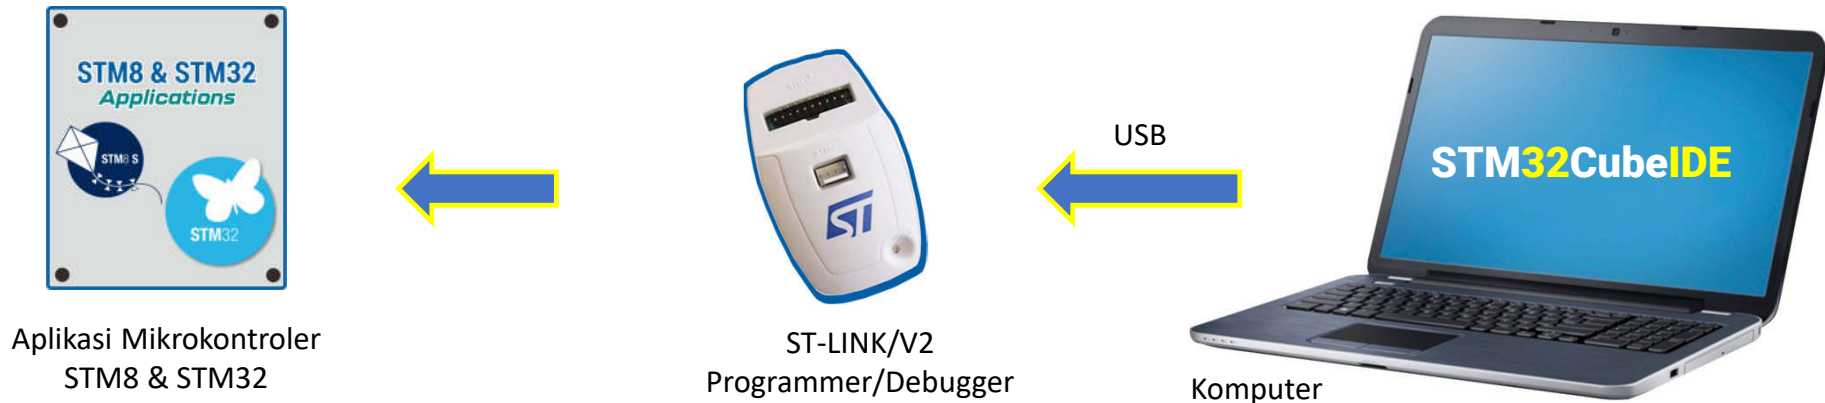 STM8 & STM32
Applications
STM8 S
STM32
Aplikasi Mikrokontroler
STM8 & STM32
ST
ST-LINK/V2
Programmer/Debugger
USB
STM32CubeIDE
Komputer